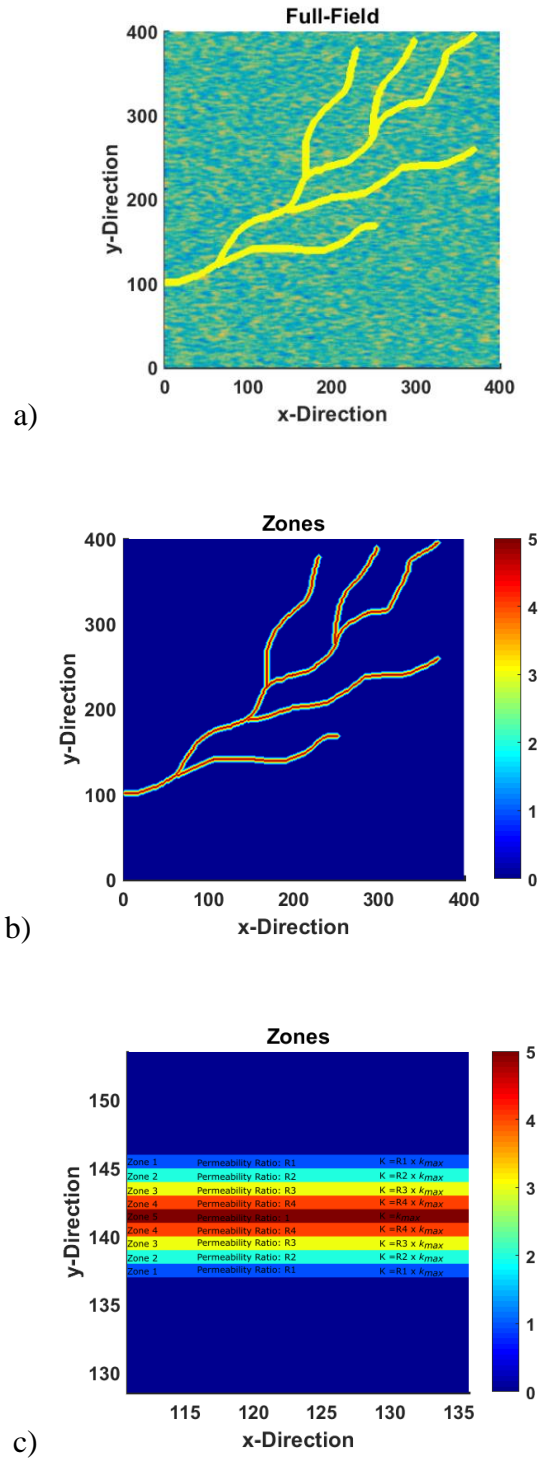 Full-Field
400
300
200
100
0
y-Direction
0 100 200 300 400
x-Direction
a)
Zones
400
300
200
100
0
y-Direction
0 100 200 300 400
x-Direction
5
4
3
2
1
0
b)
Zones
150
145
140
135
130
y-Direction
Zone 1 Permeability Ratio: R1 K =R1 x kmax
Zone 2 Permeability Ratio: R2 K =R2 x kmax
Zone 3 Permeability Ratio: R3 K =R3 x kmax
Zone 4 Permeability Ratio: R4 K =R4 x kmax
Zone 5 Permeability Ratio: 1 K =kmax
Zone 4 Permeability Ratio: R4 K =R4 x kmax
Zone 3 Permeability Ratio: R3 K =R3 x kmax
Zone 2 Permeability Ratio: R2 K =R2 x kmax
Zone 1 Permeability Ratio: R1 K =R1 x kmax
115 120 125 130 135
x-Direction
5
4
3
2
1
0
c)